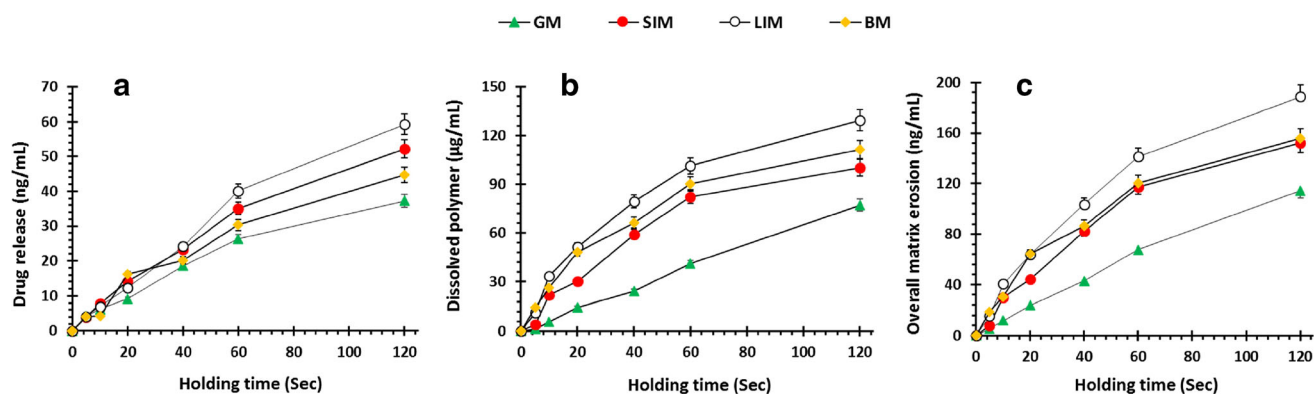 GM SIM LIM BM
a
Drug release (ng/mL)
70
60
50
40
30
20
10
0
0 20 40 60 80 100 120
Holding time (Sec)
b
Dissolved polymer (µg/mL)
150
120
90
60
30
0
0 20 40 60 80 100 120
Holding time (Sec)
c
Overall matrix erosion (ng/mL)
200
160
120
80
40
0
0 20 40 60 80 100 120
Holding time (Sec)